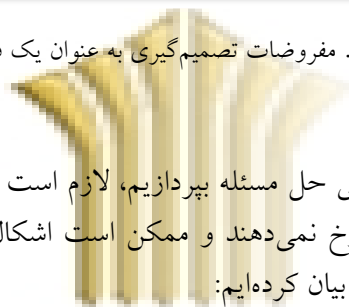 . مفروضات تصمیم‌گیری به عنوان یک
حل مسئله بپردازیم، لازم است
نمی‌دهند و ممکن است اشکال
بیان کرده‌ایم: